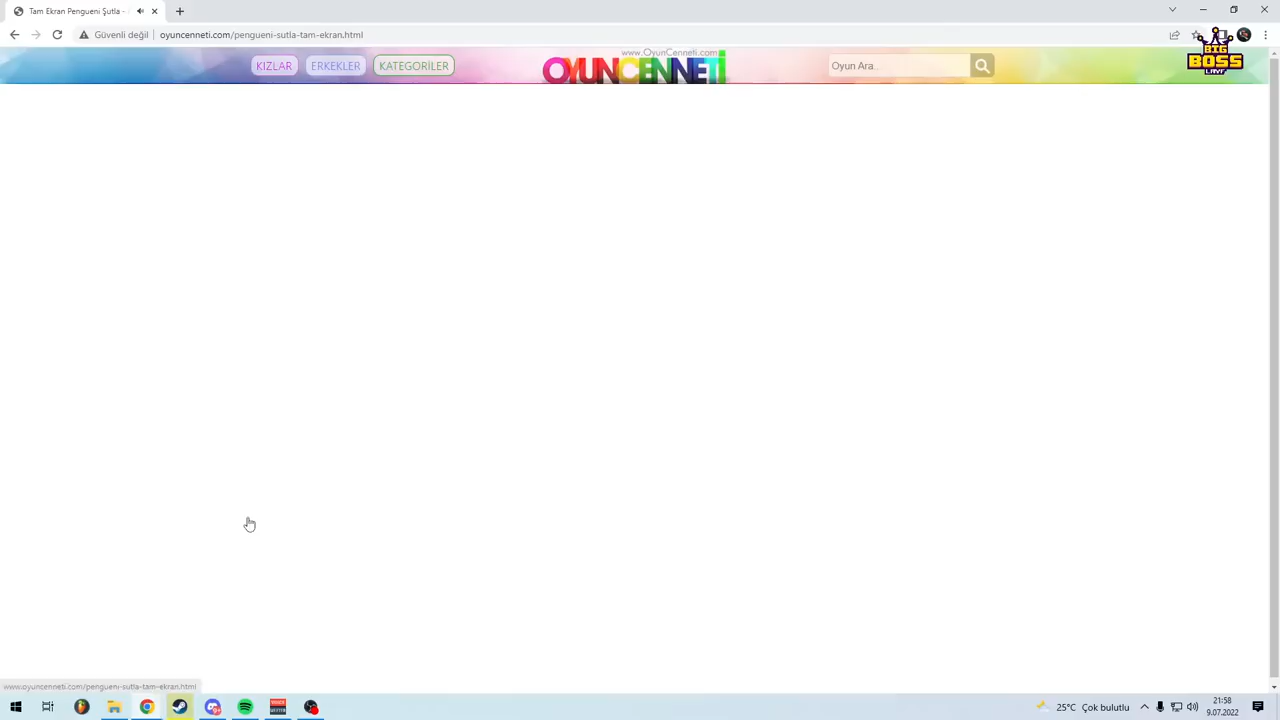 Tam Ekran Pengueni Şutla -
Güvenli değil
oyuncenneti.com/pengueni-sutla-tam-ekran.html
KIZLAR
ERKEKLER
KATEGORİLER
www.OyunCenneti.com
OYUNCENNETİ
Oyun Ara..
BIG
BOSS
LAYF
www.oyuncenneti.com/pengueni-sutla-tam-ekran.html
25°C Çok bulutlu
21:58
9.07.2022